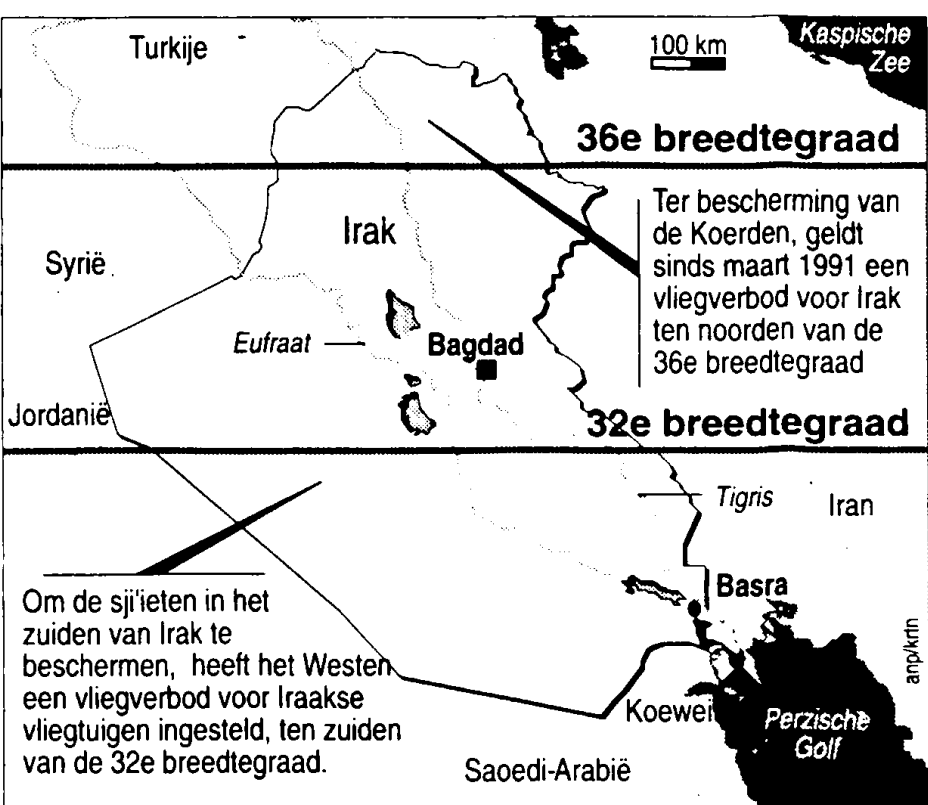 Turkije
100 km
Kaspische
Zee
36e breedtegraad
Irak
Syrië
Ter bescherming van
de Koerden, geldt
sinds maart 1991 een
vliegverbod voor Irak
ten noorden van de
36e breedtegraad
Eufraat
Bagdad
Jordanië
32e breedtegraad
Tigris
Iran
Basra
Om de sji'ieten in het
zuiden van Irak te
beschermen, heeft het Westen
een vliegverbod voor Iraakse
vliegtuigen ingesteld, ten zuiden
van de 32e breedtegraad.
anp/krtn
Koeweit
Perzische
Golf
Saoedi-Arabië